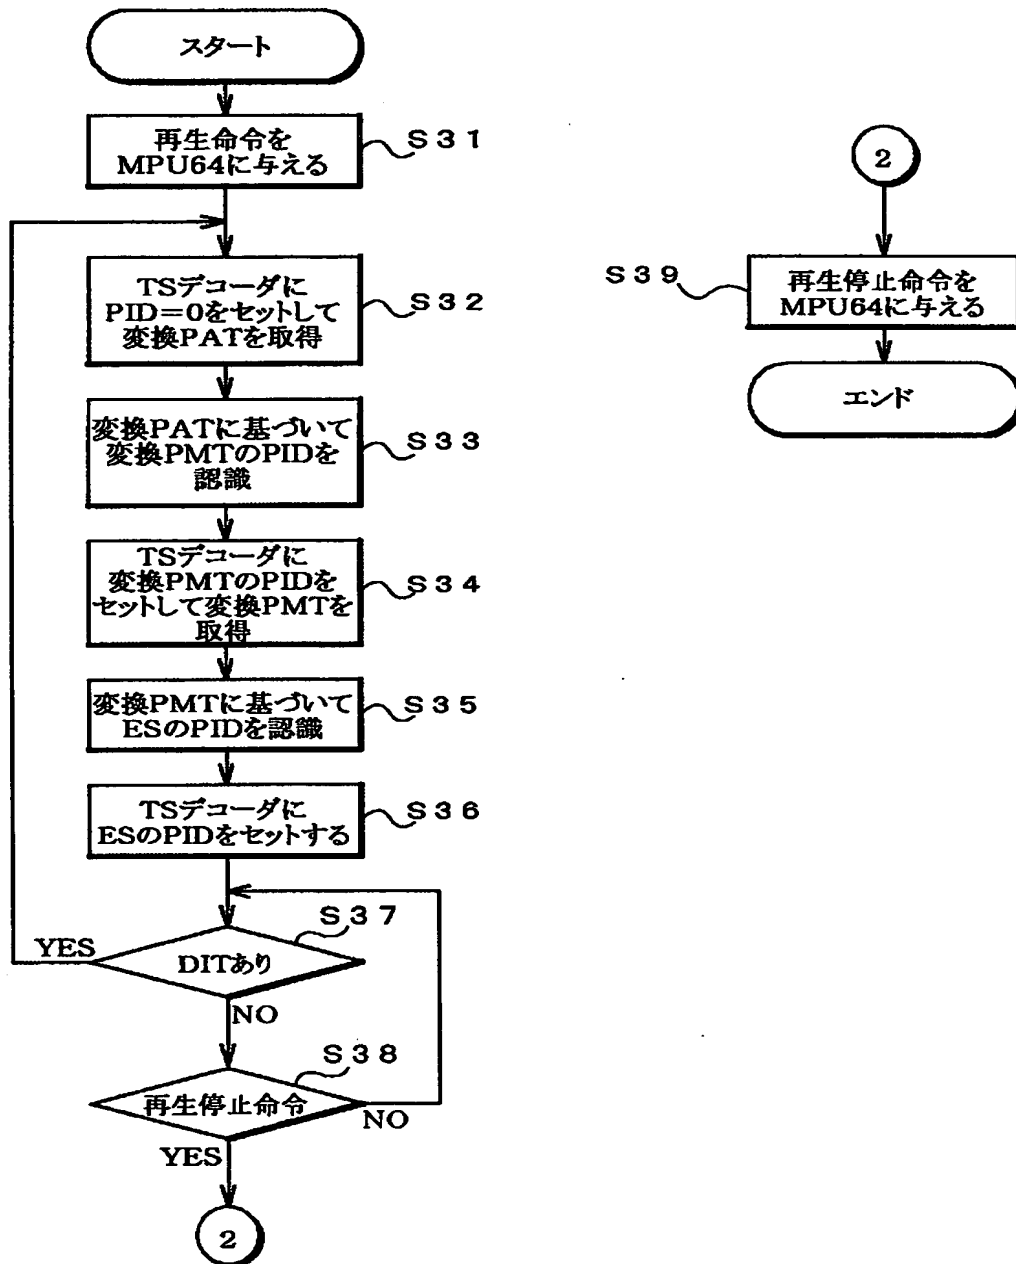 スタート
再生命令を
MPU64に与える
S31
TSデコーダに
PID=0をセットして
変換PATを取得
S32
変換PATに基づいて
変換PMTのPIDを
認識
S33
TSデコーダに
変換PMTのPIDを
セットして変換PMTを
取得
S34
変換PMTに基づいて
ESのPIDを認識
S35
TSデコーダに
ESのPIDをセットする
S36
S37
YES
DITあり
NO
S38
再生停止命令
NO
YES
2
2
S39
再生停止命令を
MPU64に与える
エンド